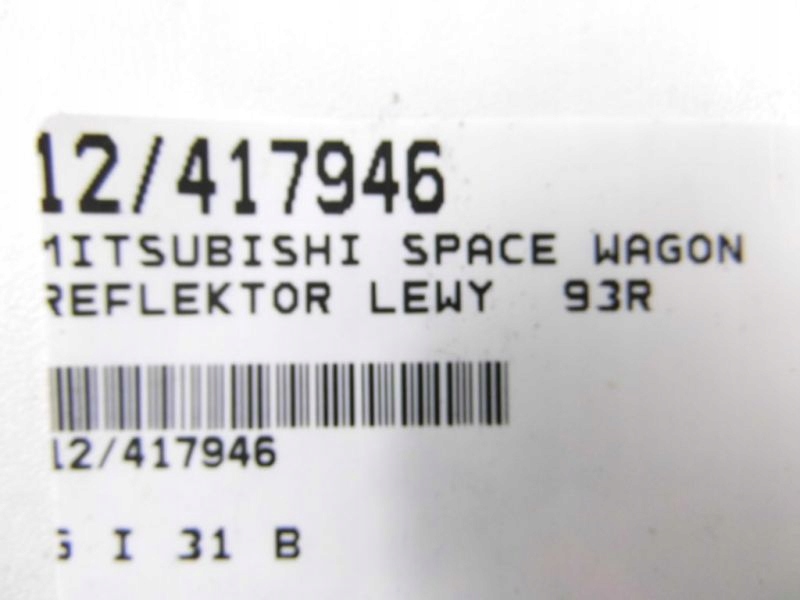 12/417946
MITSUBISHI SPACE WAGON
REFLEKTOR LEWY 93R
12/417946
I 31 B